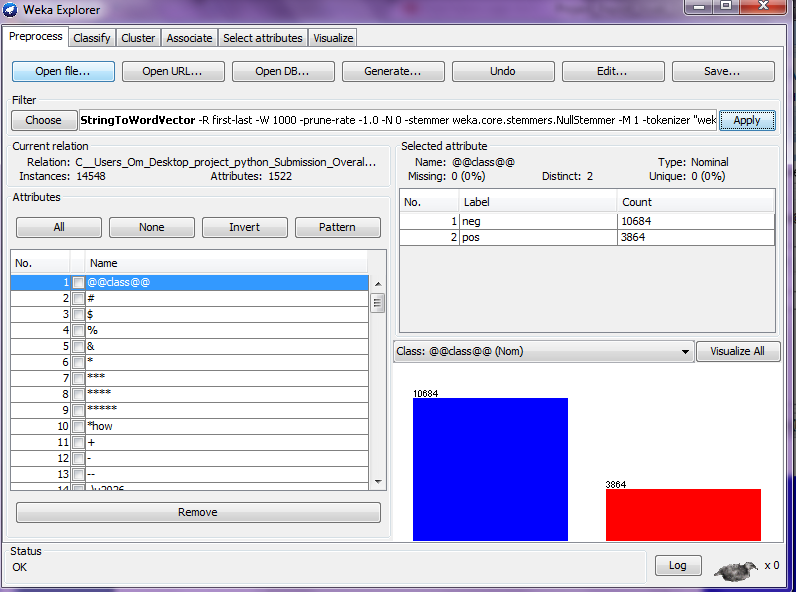 Weka Explorer
Preprocess Classify Cluster Associate Select attributes Visualize
Open file... Open URL... Open DB... Generate... Undo Edit... Save...
Filter
Choose StringToWordVector -R first-last -W 1000 -prune-rate -1.0 -N 0 -stemmer weka.core.stemmers.NullStemmer -M 1 -tokenizer "wek Apply
Current relation
Relation: C__Users_Om_Desktop_project_python_Submission_Overal...
Instances: 14548 Attributes: 1522
Attributes
All None Invert Pattern
No. Name
1 @@class@@
2 #
3 $
4 %
5 &
6 *
7 ***
8 ****
9 *****
10 *how
11 +
12 -
13 --
Remove
Selected attribute
Name: @@class@@ Type: Nominal
Missing: 0 (0%) Distinct: 2 Unique: 0 (0%)
No. Label Count
1 neg 10684
2 pos 3864
Class: @@class@@ (Nom) Visualize All
10684
3864
Status
OK
Log x 0